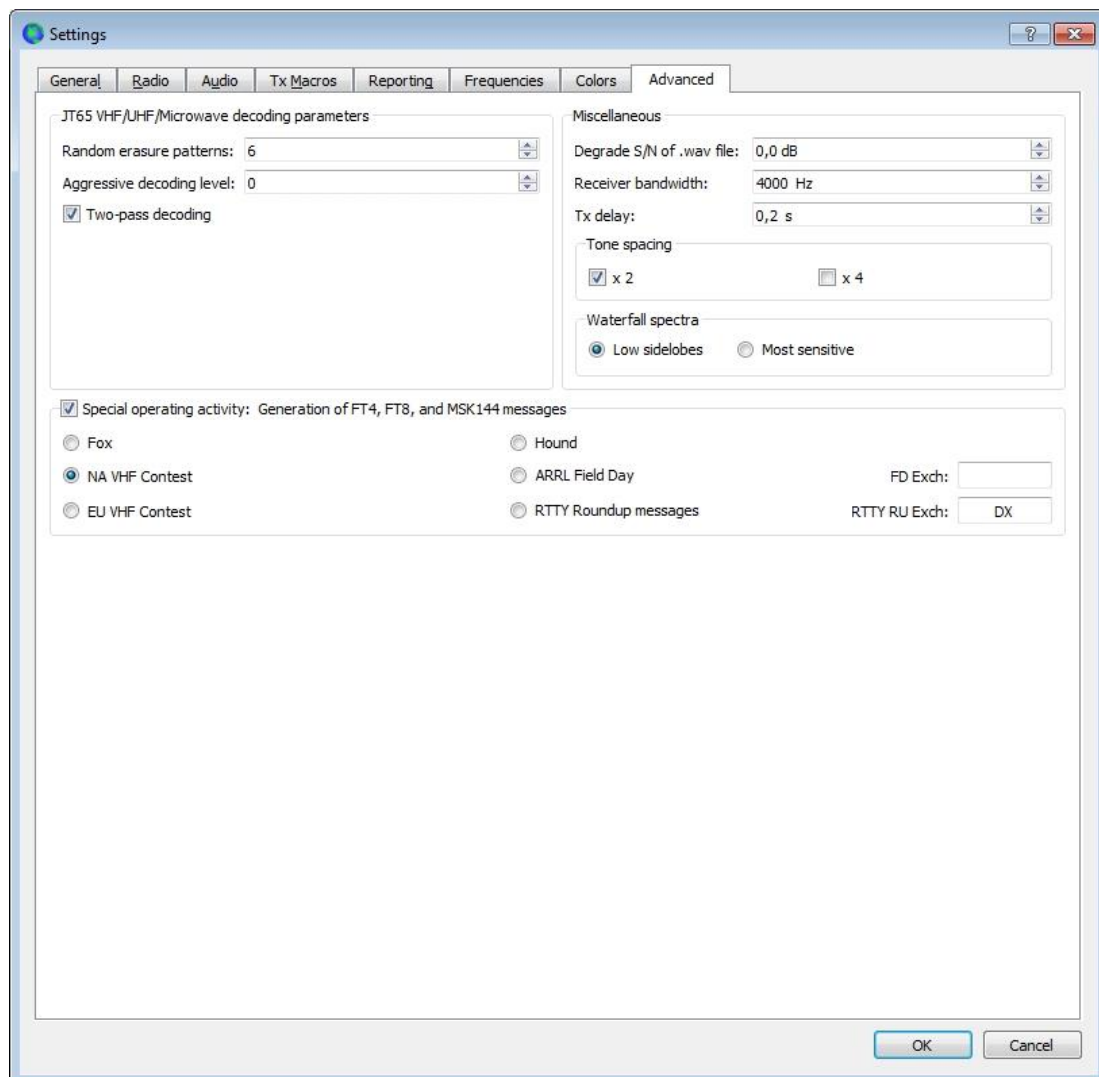 Settings
General Radio Audio Tx Macros Reporting Frequencies Colors Advanced
JT65 VHF/UHF/Microwave decoding parameters
Random erasure patterns: 6
Aggressive decoding level: 0
Two-pass decoding
Miscellaneous
Degrade S/N of .wav file: 0,0 dB
Receiver bandwidth: 4000 Hz
Tx delay: 0,2 s
Tone spacing
x 2 x 4
Waterfall spectra
Low sidelobes Most sensitive
Special operating activity: Generation of FT4, FT8, and MSK144 messages
Fox Hound
NA VHF Contest ARRL Field Day FD Exch:
EU VHF Contest RTTY Roundup messages RTTY RU Exch: DX
OK Cancel